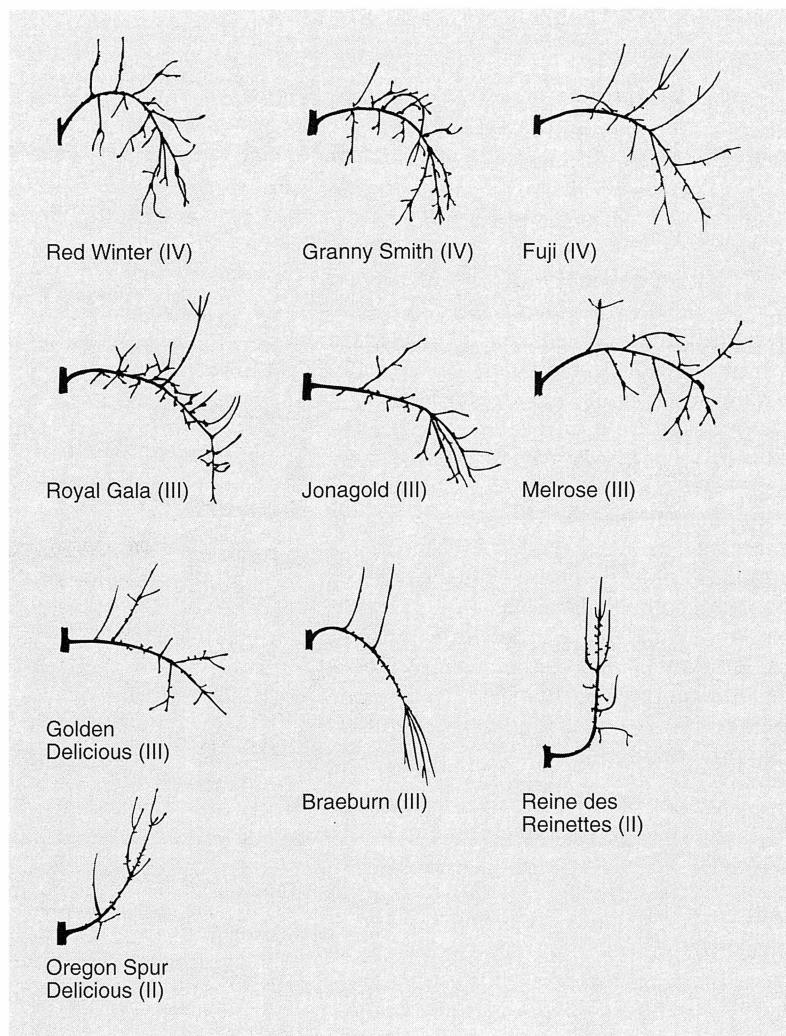 Red Winter (IV)
Granny Smith (IV)
Fuji (IV)
Royal Gala (III)
Jonagold (III)
Melrose (III)
Golden
Delicious (III)
Braeburn (III)
Reine des
Reinettes (II)
Oregon Spur
Delicious (II)